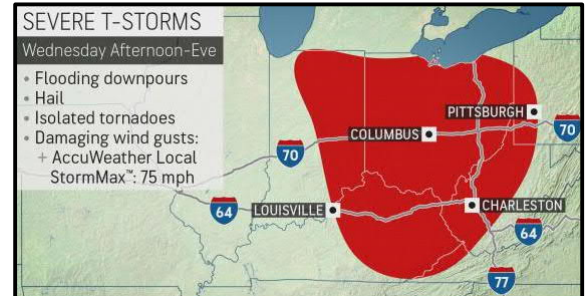 SEVERE T-STORMS
Wednesday Afternoon-Eve
• Flooding downpours
• Hail
• Isolated tornadoes
• Damaging wind gusts:
+ AccuWeather Local
StormMax™: 75 mph
PITTSBURGH
COLUMBUS
70
70
64
LOUISVILLE
CHARLESTON
64
77